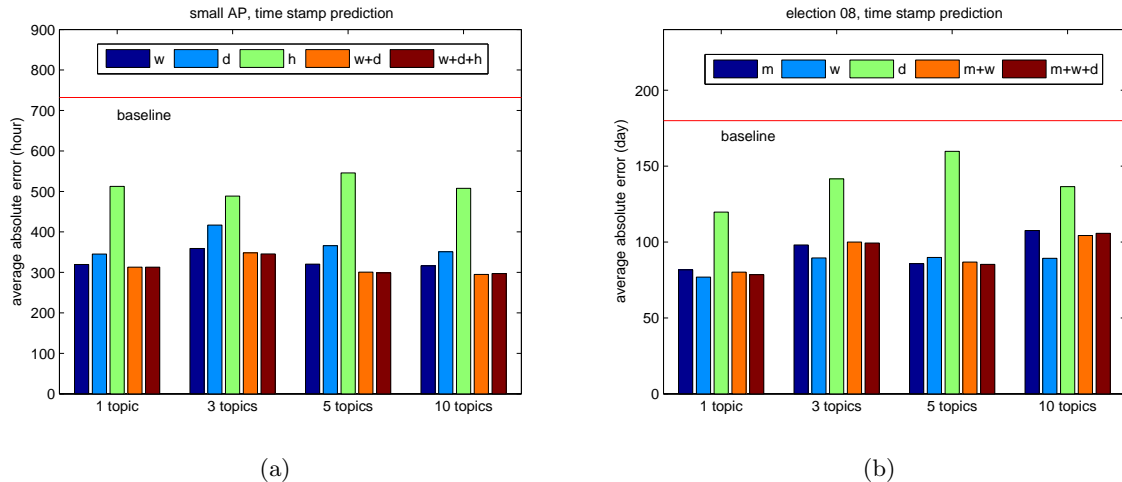 small AP, time stamp prediction
900
800
700
600
500
400
300
200
100
0
average absolute error (hour)
w d h w+d w+d+h
baseline
1 topic 3 topics 5 topics 10 topics
(a)
election 08, time stamp prediction
200
150
100
50
0
average absolute error (day)
m w d m+w m+w+d
baseline
1 topic 3 topics 5 topics 10 topics
(b)